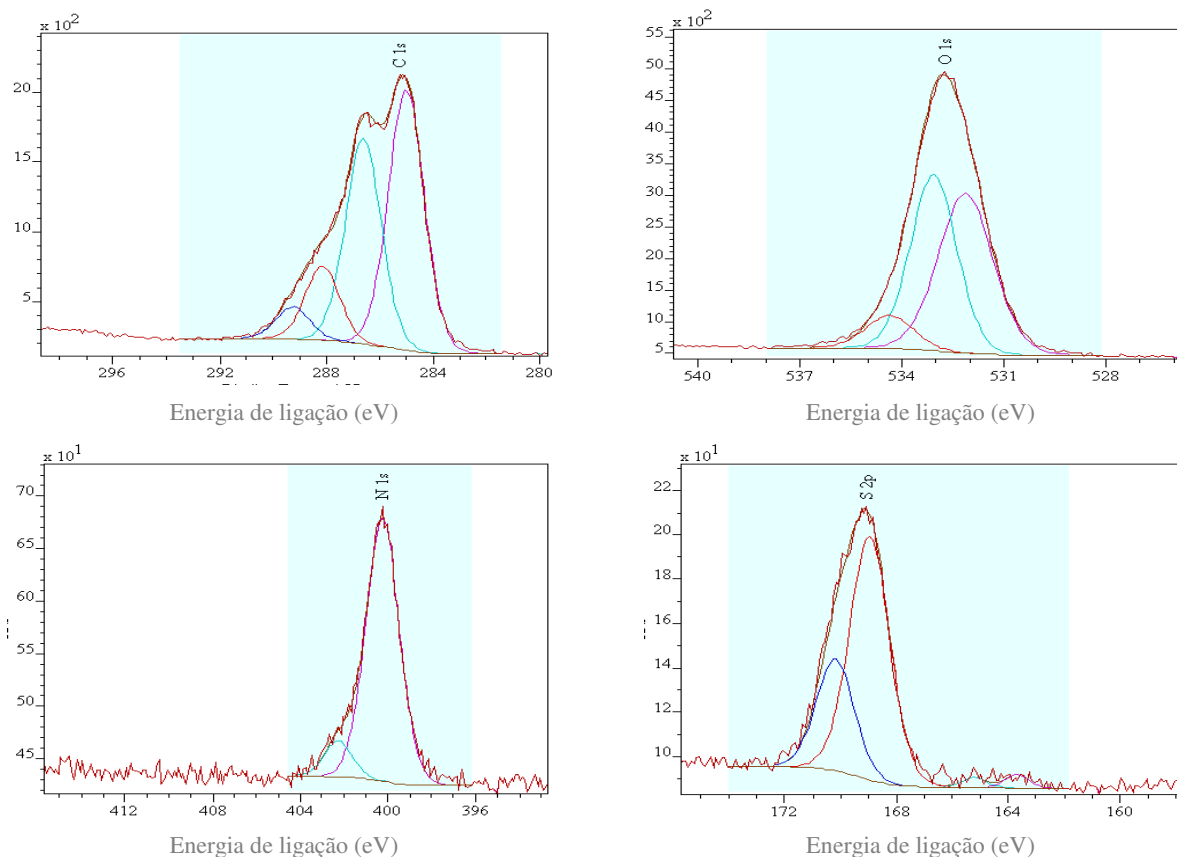 x 10²
C 1s
20
15
10
5
296 292 288 284 280
Energia de ligação (eV)
x 10²
O 1s
55
50
45
40
35
30
25
20
15
10
5
540 537 534 531 528
Energia de ligação (eV)
x 10¹
N 1s
70
65
60
55
50
45
412 408 404 400 396
Energia de ligação (eV)
x 10¹
S 2p
22
20
18
16
14
12
10
172 168 164 160
Energia de ligação (eV)